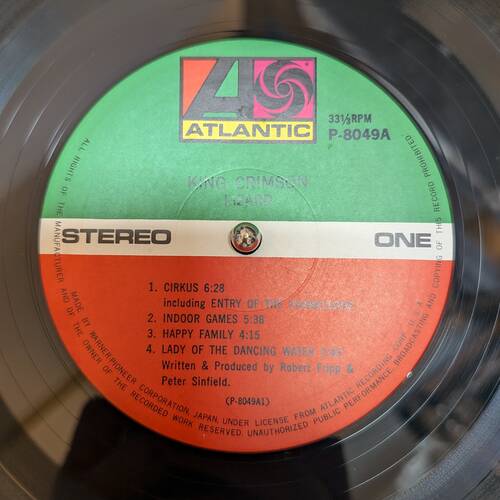 ATLANTIC
33⅓RPM
P-8049A
KING CRIMSON
LIZARD
STEREO
ONE
1. CIRKUS 6:28
including ENTRY OF THE CHAMELEONS
2. INDOOR GAMES 5:38
3. HAPPY FAMILY 4:15
4. LADY OF THE DANCING WATER
Written & Produced by Robert Fripp &
Peter Sinfield.
(P-8049A1)
ALL RIGHTS OF THE MANUFACTURER AND OF THE OWNER OF THE RECORDED WORK RESERVED. UNAUTHORIZED PUBLIC PERFORMANCE, BROADCASTING AND COPYING OF THIS RECORD PROHIBITED.
MADE BY WARNER-PIONEER CORPORATION, JAPAN, UNDER LICENSE FROM ATLANTIC RECORDING CORP., U.S.A.